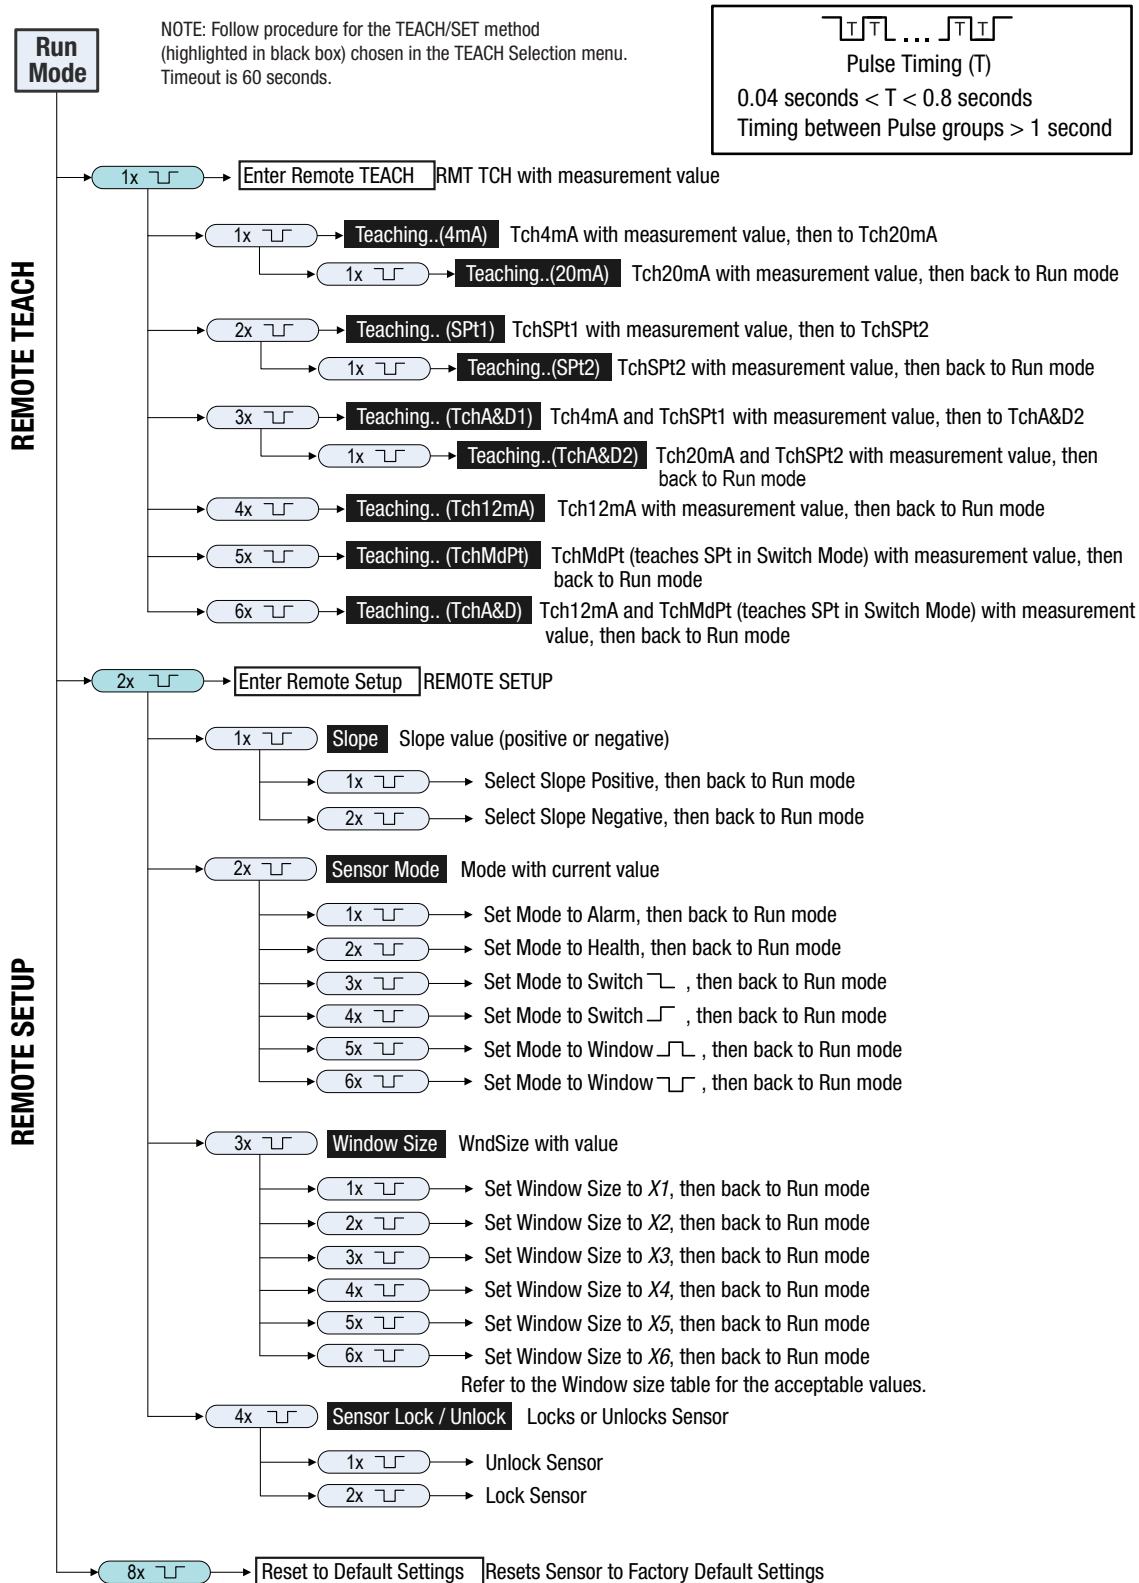 Run
Mode
NOTE: Follow procedure for the TEACH/SET method
(highlighted in black box) chosen in the TEACH Selection menu.
Timeout is 60 seconds.
T T ... T T
Pulse Timing (T)
0.04 seconds < T < 0.8 seconds
Timing between Pulse groups > 1 second
REMOTE TEACH
1x Enter Remote TEACH RMT TCH with measurement value
1x Teaching..(4mA) Tch4mA with measurement value, then to Tch20mA
1x Teaching..(20mA) Tch20mA with measurement value, then back to Run mode
2x Teaching.. (SPt1) TchSPt1 with measurement value, then to TchSPt2
1x Teaching..(SPt2) TchSPt2 with measurement value, then back to Run mode
3x Teaching.. (TchA&D1) Tch4mA and TchSPt1 with measurement value, then to TchA&D2
1x Teaching..(TchA&D2) Tch20mA and TchSPt2 with measurement value, then
back to Run mode
4x Teaching.. (Tch12mA) Tch12mA with measurement value, then back to Run mode
5x Teaching.. (TchMdPt) TchMdPt (teaches SPt in Switch Mode) with measurement value, then
back to Run mode
6x Teaching.. (TchA&D) Tch12mA and TchMdPt (teaches SPt in Switch Mode) with measurement
value, then back to Run mode
REMOTE SETUP
2x Enter Remote Setup REMOTE SETUP
1x Slope Slope value (positive or negative)
1x Select Slope Positive, then back to Run mode
2x Select Slope Negative, then back to Run mode
2x Sensor Mode Mode with current value
1x Set Mode to Alarm, then back to Run mode
2x Set Mode to Health, then back to Run mode
3x Set Mode to Switch , then back to Run mode
4x Set Mode to Switch , then back to Run mode
5x Set Mode to Window , then back to Run mode
6x Set Mode to Window , then back to Run mode
3x Window Size WndSize with value
1x Set Window Size to X1, then back to Run mode
2x Set Window Size to X2, then back to Run mode
3x Set Window Size to X3, then back to Run mode
4x Set Window Size to X4, then back to Run mode
5x Set Window Size to X5, then back to Run mode
6x Set Window Size to X6, then back to Run mode
Refer to the Window size table for the acceptable values.
4x Sensor Lock / Unlock Locks or Unlocks Sensor
1x Unlock Sensor
2x Lock Sensor
8x Reset to Default Settings Resets Sensor to Factory Default Settings